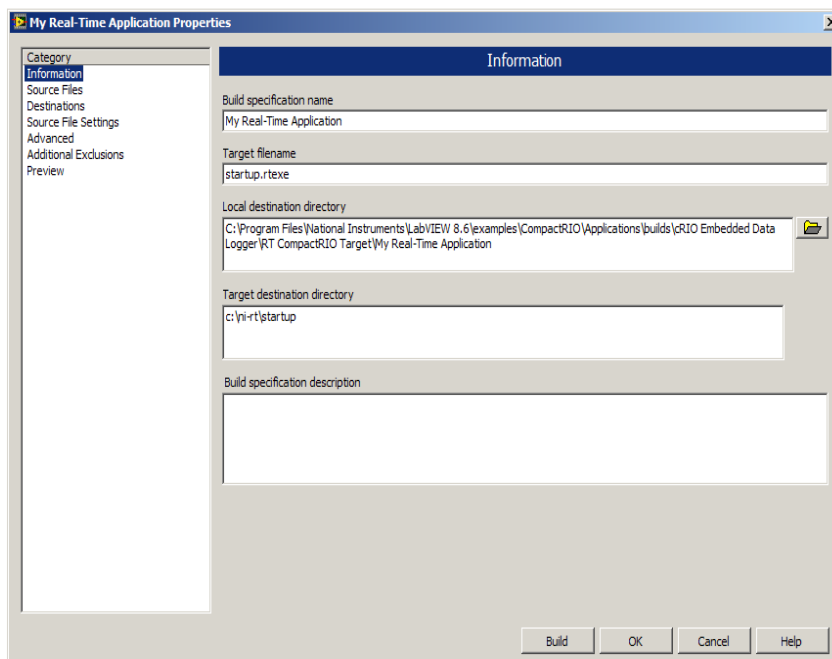 My Real-Time Application Properties
Category
Information
Source Files
Destinations
Source File Settings
Advanced
Additional Exclusions
Preview
Information
Build specification name
My Real-Time Application
Target filename
startup.rtexe
Local destination directory
C:\Program Files\National Instruments\LabVIEW 8.6\examples\CompactRIO\Applications\builds\cRIO Embedded Data
Logger\RT CompactRIO Target\My Real-Time Application
Target destination directory
c:\ni-rt\startup
Build specification description
Build
OK
Cancel
Help